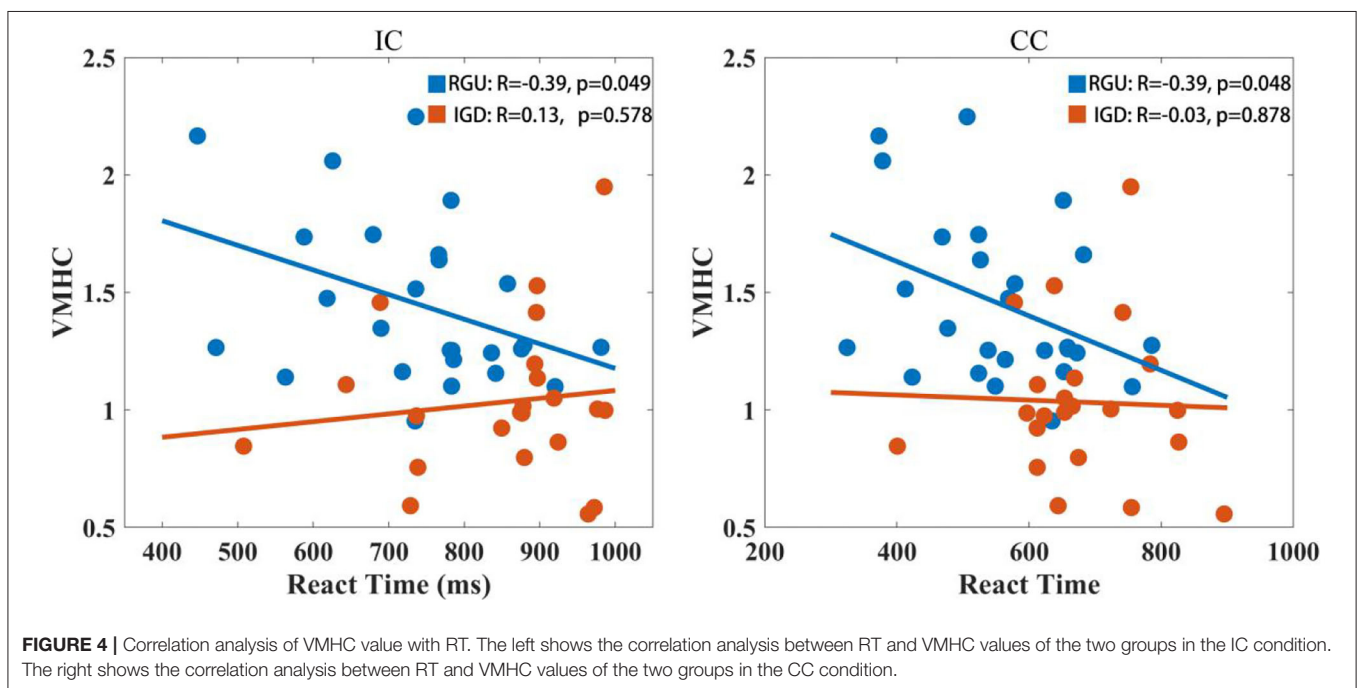 IC
2.5
2
1.5
1
0.5
VMHC
RGU: R=-0.39, p=0.049
IGD: R=0.13, p=0.578
400 500 600 700 800 900 1000
React Time (ms)
CC
2.5
2
1.5
1
0.5
VMHC
RGU: R=-0.39, p=0.048
IGD: R=-0.03, p=0.878
200 400 600 800 1000
React Time
FIGURE 4 | Correlation analysis of VMHC value with RT. The left shows the correlation analysis between RT and VMHC values of the two groups in the IC condition.
The right shows the correlation analysis between RT and VMHC values of the two groups in the CC condition.